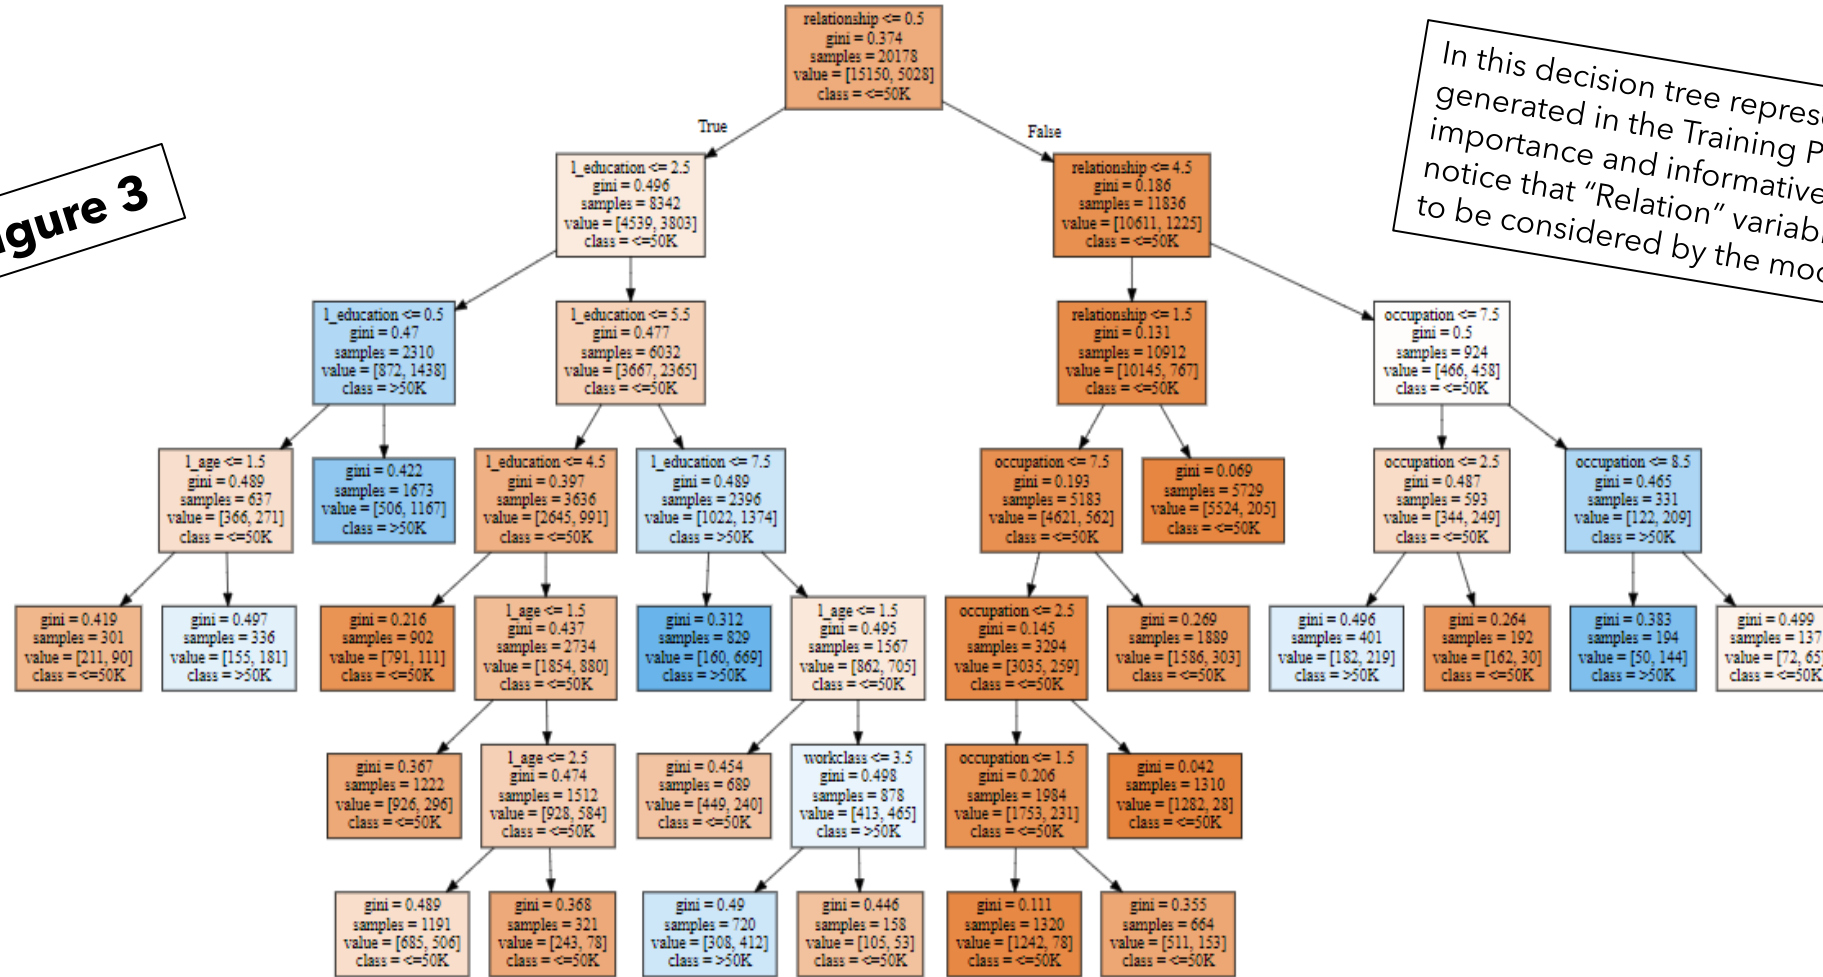 relationship <= 0.5
gini = 0.374
samples = 20178
value = [15150, 5028]
class = <=50K
True
False
In this decision tree
generated in the Training
importance and
notice that “Relation”
to be considered by the
Figure 3
l_education <= 2.5
gini = 0.496
samples = 8342
value = [4539, 3803]
class = <=50K
relationship <= 4.5
gini = 0.186
samples = 11836
value = [10611, 1225]
class = <=50K
l_education <= 0.5
gini = 0.47
samples = 2310
value = [872, 1438]
class = >50K
l_education <= 5.5
gini = 0.477
samples = 6032
value = [3667, 2365]
class = <=50K
relationship <= 1.5
gini = 0.131
samples = 10912
value = [10145, 767]
class = <=50K
occupation <= 7.5
gini = 0.5
samples = 924
value = [466, 458]
class = <=50K
l_age <= 1.5
gini = 0.489
samples = 637
value = [366, 271]
class = <=50K
gini = 0.422
samples = 1673
value = [506, 1167]
class = >50K
l_education <= 4.5
gini = 0.397
samples = 3636
value = [2645, 991]
class = <=50K
l_education <= 7.5
gini = 0.489
samples = 2396
value = [1022, 1374]
class = >50K
occupation <= 7.5
gini = 0.193
samples = 5183
value = [4621, 562]
class = <=50K
gini = 0.069
samples = 5729
value = [5524, 205]
class = <=50K
occupation <= 2.5
gini = 0.487
samples = 593
value = [344, 249]
class = <=50K
occupation <= 8.5
gini = 0.465
samples = 331
value = [122, 209]
class = >50K
gini = 0.419
samples = 301
value = [211, 90]
class = <=50K
gini = 0.497
samples = 336
value = [155, 181]
class = >50K
gini = 0.216
samples = 902
value = [791, 111]
class = <=50K
l_age <= 1.5
gini = 0.437
samples = 2734
value = [1854, 880]
class = <=50K
gini = 0.312
samples = 829
value = [160, 669]
class = >50K
l_age <= 1.5
gini = 0.495
samples = 1567
value = [862, 705]
class = <=50K
occupation <= 2.5
gini = 0.145
samples = 3294
value = [3035, 259]
class = <=50K
gini = 0.269
samples = 1889
value = [1586, 303]
class = <=50K
gini = 0.496
samples = 401
value = [182, 219]
class = >50K
gini = 0.264
samples = 192
value = [162, 30]
class = <=50K
gini = 0.383
samples = 194
value = [50, 144]
class = >50K
gini = 0.499
samples = 137
value = [72, 65]
class = <=50K
gini = 0.367
samples = 1222
value = [926, 296]
class = <=50K
l_age <= 2.5
gini = 0.474
samples = 1512
value = [928, 584]
class = <=50K
gini = 0.454
samples = 689
value = [449, 240]
class = <=50K
workclass <= 3.5
gini = 0.498
samples = 878
value = [413, 465]
class = >50K
occupation <= 1.5
gini = 0.206
samples = 1984
value = [1753, 231]
class = <=50K
gini = 0.042
samples = 1310
value = [1282, 28]
class = <=50K
gini = 0.489
samples = 1191
value = [685, 506]
class = <=50K
gini = 0.368
samples = 321
value = [243, 78]
class = <=50K
gini = 0.49
samples = 720
value = [308, 412]
class = >50K
gini = 0.446
samples = 158
value = [105, 53]
class = <=50K
gini = 0.111
samples = 1320
value = [1242, 78]
class = <=50K
gini = 0.355
samples = 664
value = [511, 153]
class = <=50K